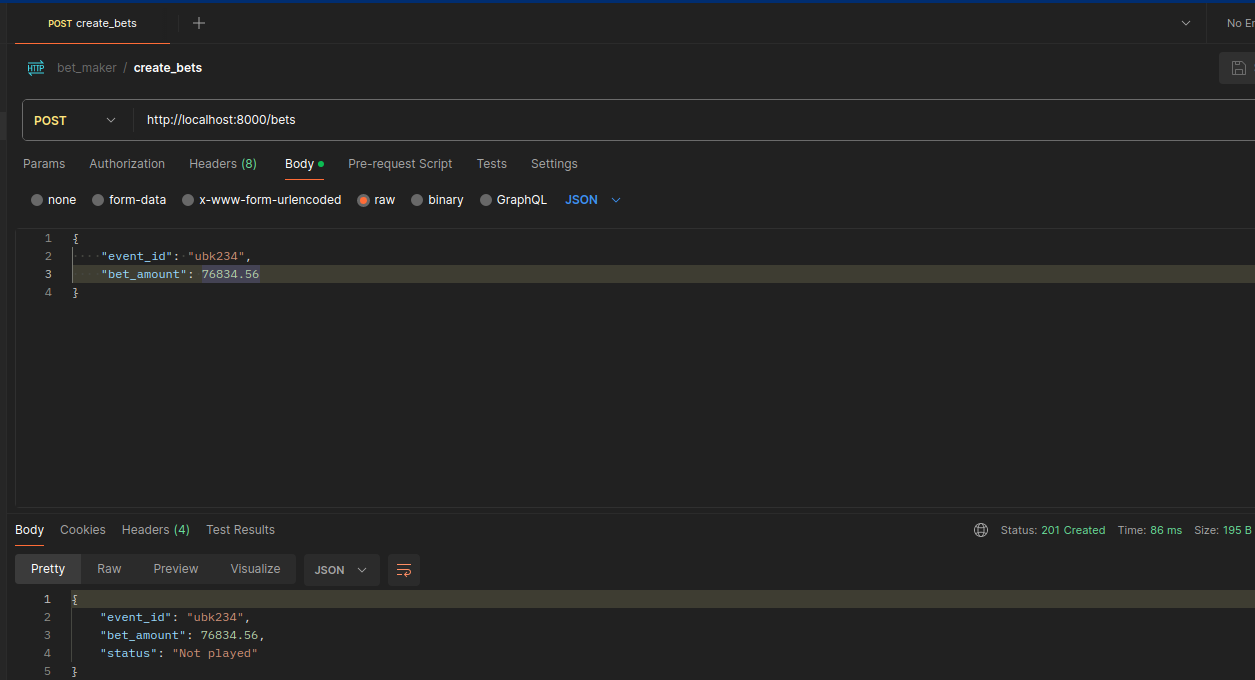 POST create_bets
No En
HTTP bet_maker / create_bets
POST http://localhost:8000/bets
Params Authorization Headers (8) Body Pre-request Script Tests Settings
none form-data x-www-form-urlencoded raw binary GraphQL JSON
1 {
2 "event_id": "ubk234",
3 "bet_amount": 76834.56
4 }
Body Cookies Headers (4) Test Results Status: 201 Created Time: 86 ms Size: 195 B
Pretty Raw Preview Visualize JSON
1 {
2 "event_id": "ubk234",
3 "bet_amount": 76834.56,
4 "status": "Not played"
5 }